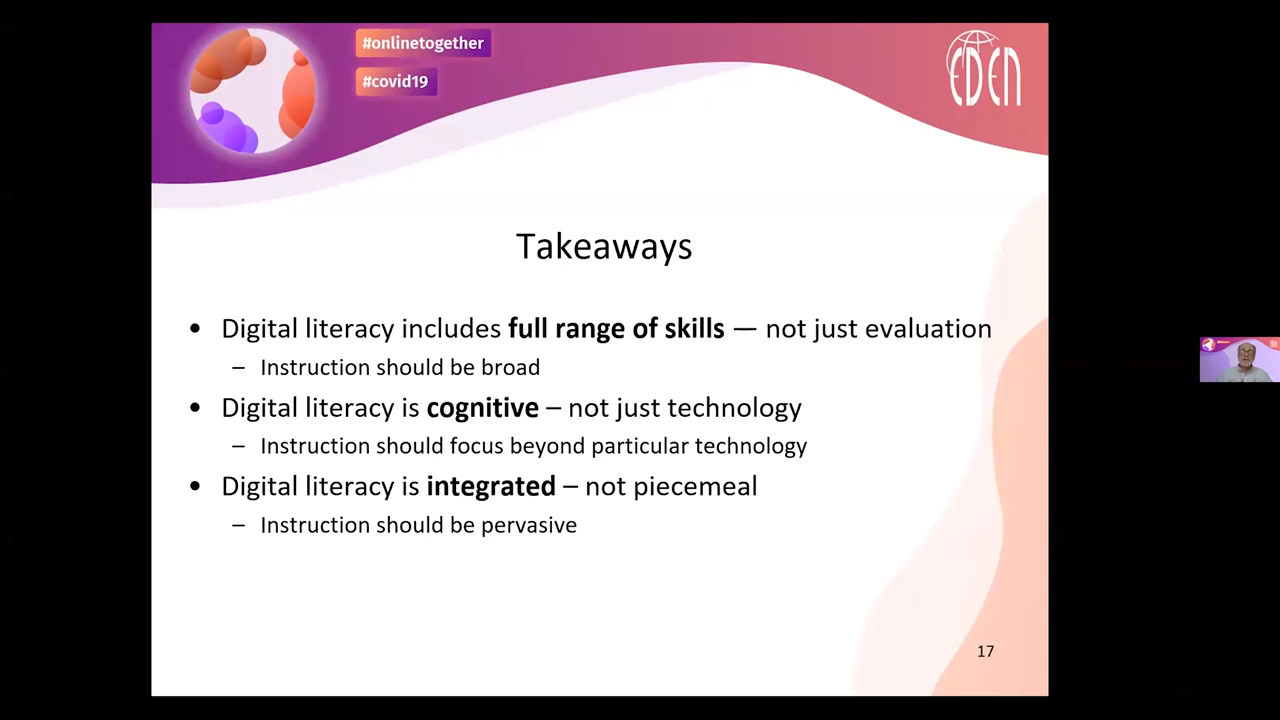 #onlinetogether
#covid19
EDEN
Takeaways
• Digital literacy includes full range of skills — not just evaluation
– Instruction should be broad
• Digital literacy is cognitive – not just technology
– Instruction should focus beyond particular technology
• Digital literacy is integrated – not piecemeal
– Instruction should be pervasive
17